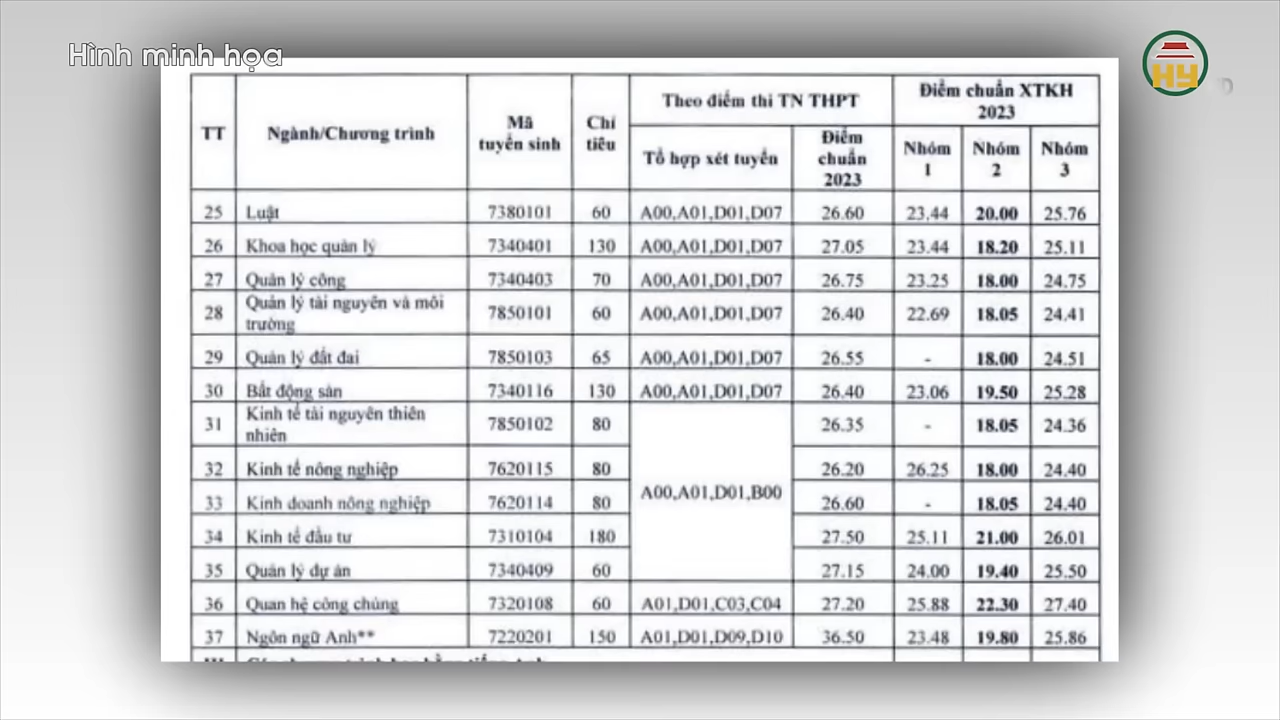 Hình minh họa
HY
TT Ngành/Chương trình Mã tuyển sinh Chỉ tiêu Theo điểm thi TN THPT Điểm chuẩn XTKH 2023
Tổ hợp xét tuyển Điểm chuẩn 2023 Nhóm 1 Nhóm 2 Nhóm 3
25 Luật 7380101 60 A00,A01,D01,D07 26.60 23,44 20.00 25.76
26 Khoa học quản lý 7340401 130 A00,A01,D01,D07 27.05 23.44 18.20 25.11
27 Quản lý công 7340403 70 A00,A01,D01,D07 26.75 23.25 18.00 24.75
28 Quản lý tài nguyên và môi trường 7850101 60 A00,A01,D01,D07 26.40 22.69 18.05 24.41
29 Quản lý đất đai 7850103 65 A00,A01,D01,D07 26.55 - 18.00 24.51
30 Bất động sản 7340116 130 A00,A01,D01,D07 26.40 23.06 19.50 25.28
31 Kinh tế tài nguyên thiên nhiên 7850102 80 26.35 - 18.05 24.36
32 Kinh tế nông nghiệp 7620115 80 26.20 26.25 18.00 24.40
A00,A01,D01,B00
33 Kinh doanh nông nghiệp 7620114 80 26.60 - 18.05 24.40
34 Kinh tế đầu tư 7310104 180 27.50 25.11 21.00 26.01
35 Quản lý dự án 7340409 60 27.15 24.00 19.40 25.50
36 Quan hệ công chúng 7320108 60 A01,D01,C03,C04 27.20 25.88 22.30 27.40
37 Ngôn ngữ Anh** 7220201 150 A01,D01,D09,D10 36.50 23.48 19.80 25.86